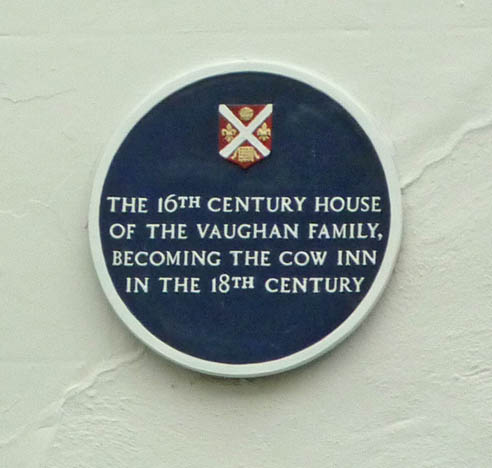 THE 16TH CENTURY HOUSE
OF THE VAUGHAN FAMILY,
BECOMING THE COW INN
IN THE 18TH CENTURY